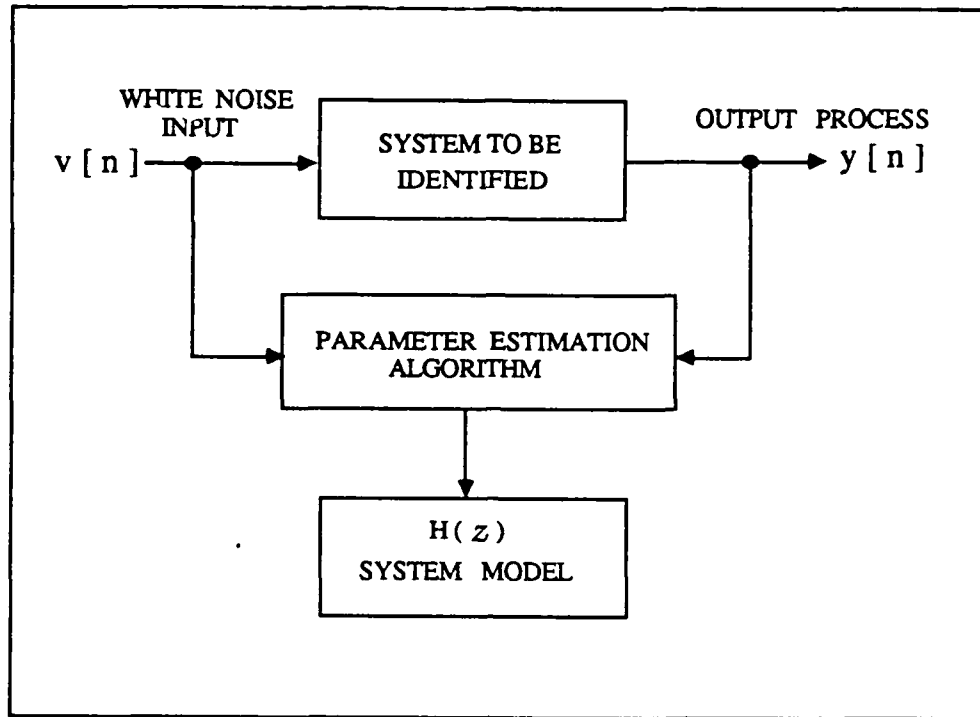 WHITE NOISE
INPUT
v [ n ]
SYSTEM TO BE
IDENTIFIED
OUTPUT PROCESS
y [ n ]
PARAMETER ESTIMATION
ALGORITHM
H ( z )
SYSTEM MODEL